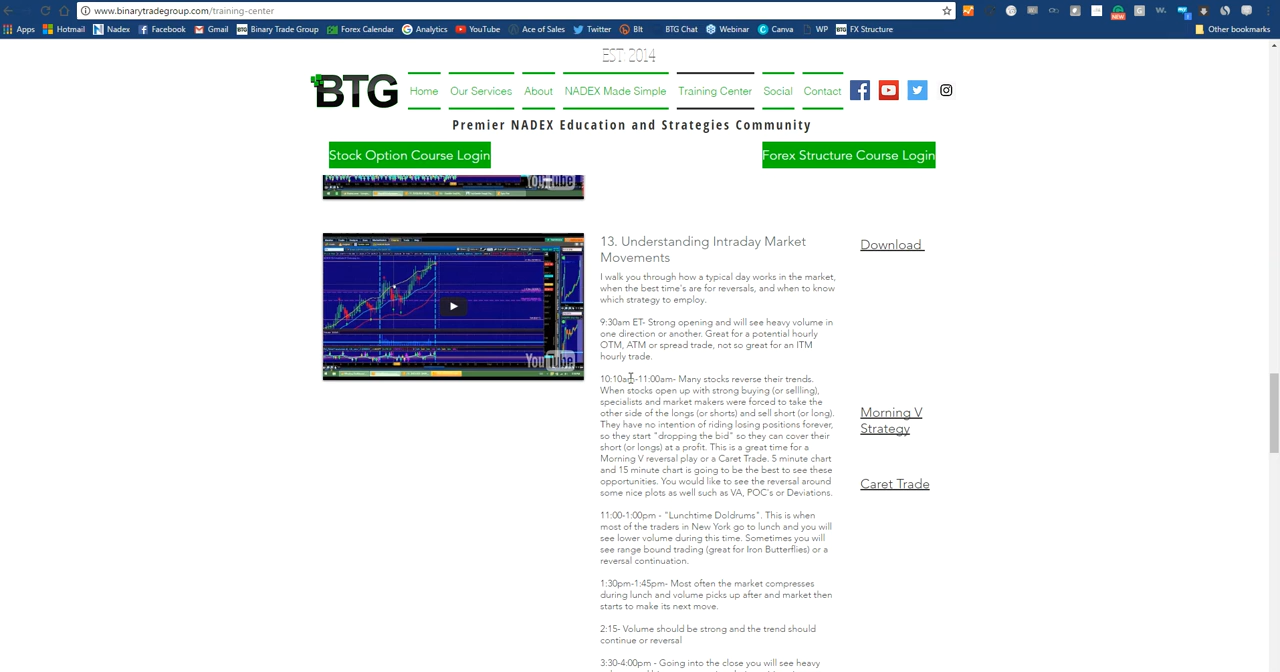 www.binarytradegroup.com/training-center
Apps Hotmail Nadex Facebook Gmail Binary Trade Group Forex Calendar Analytics YouTube Twitter Ace of Sales BIt BTG Chat Webinar Canva WP FX Structure Other bookmarks
EST. 2014
BTG
Home Our Services About NADEX Made Simple Training Center Social Contact
Premier NADEX Education and Strategies Community
Stock Option Course Login
Forex Structure Course Login
YouTube
YouTube
13. Understanding Intraday Market
Movements
I walk you through how a typical day works in the market,
when the best time's are for reversals, and when to know
which strategy to employ.
9:30am ET- Strong opening and will see heavy volume in
one direction or another. Great for a potential hourly
OTM, ATM or spread trade, not so great for an ITM
hourly trade.
10:10am-11:00am- Many stocks reverse their trends.
When stocks open up with strong buying (or sellling),
specialists and market makers were forced to take the
other side of the longs (or shorts) and sell short (or long).
They have no intention of riding losing positions forever,
so they start "dropping the bid" so they can cover their
short (or longs) at a profit. This is a great time for a
Morning V reversal play or a Caret Trade. 5 minute chart
and 15 minute chart is going to be the best to see these
opportunities. You would like to see the reversal around
some nice plots as well such as VA, POC's or Deviations.
11:00-1:00pm - "Lunchtime Doldrums". This is when
most of the traders in New York go to lunch and you will
see lower volume during this time. Sometimes you will
see range bound trading (great for Iron Butterflies) or a
reversal continuation.
1:30pm-1:45pm- Most often the market compresses
during lunch and volume picks up after and market then
starts to make its next move.
2:15- Volume should be strong and the trend should
continue or reversal
3:30-4:00pm - Going into the close you will see heavy
Download
Morning V
Strategy
Caret Trade